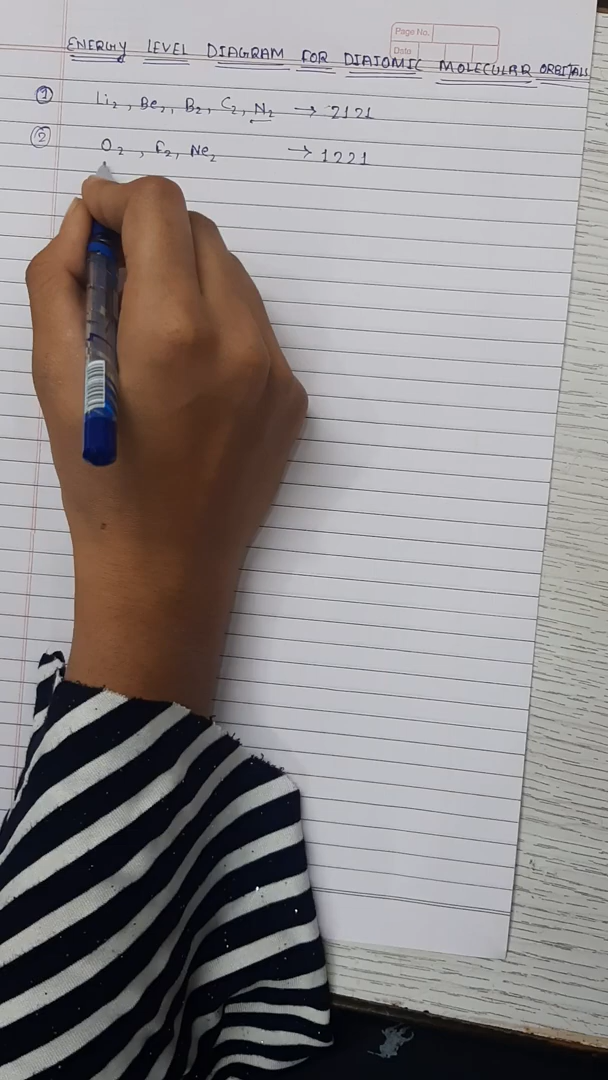 Page No.
Date
ENERGY LEVEL DIAGRAM FOR DIATOMIC MOLECULAR ORBITALS
① Li₂, Be₂, B₂, C₂, N₂ → 2121
② O₂, F₂, Ne₂ → 1221